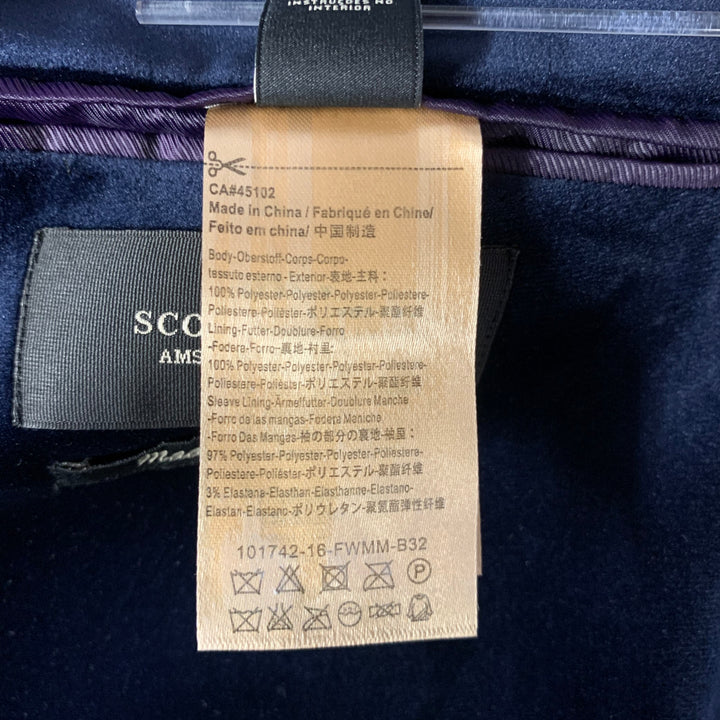 INSTRUÇÕES NO
INTERIOR
CA#45102
Made in China / Fabriqué en Chine/
Feito em china/ 中国制造
SCO
AMS
Body-Oberstoff-Corps-Corpo-
tessuto esterno - Exterior-表地-主料：
100% Polyester-Polyester-Polyester-Poliestere-
Poliestere-Poliéster-ポリエステル-聚酯纤维
Lining-Futter-Doublure-Forro
-Fodera-Forro-裏地-村里:
100% Polyester-Polyester-Polyester-Poliestere-
Poliestere-Poliéster-ポリエステル-聚酯纤维
Sleeve Lining-Armelfutter-Doublure Manche
-Forro de las mangas-Fodera Maniche
-Forro Das Mangas-袖の部分の裏地-袖里：
97% Polyester-Polyester-Polyester-Poliestere-
Poliestere-Poliéster-ポリエステル-聚酯纤维
3% Elastane-Elasthan-Elasthanne-Elastano-
Elastan-Elastano-ポリウレタン-聚氨酯弹性纤维
101742-16-FWMM-B32
P